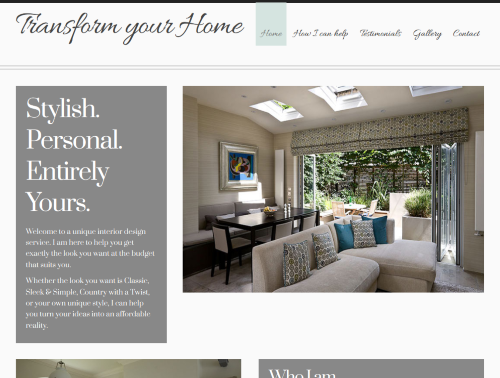 Transform your Home
Home How I can help Testimonials Gallery Contact
Stylish.
Personal.
Entirely
Yours.
Welcome to a unique interior design
service. I am here to help you get
exactly the look you want at the budget
that suits you.
Whether the look you want is Classic,
Sleek & Simple, Country with a Twist,
or your own unique style, I can help
you turn your ideas into an affordable
reality.
Who I am